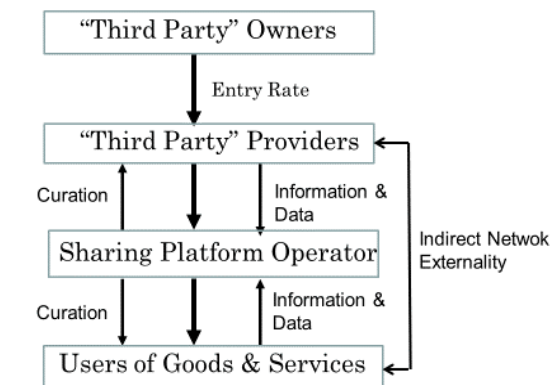 “Third Party” Owners
Entry Rate
“Third Party” Providers
Curation
Information &
Data
Indirect Netwok
Externality
Sharing Platform Operator
Curation
Information &
Data
Users of Goods & Services